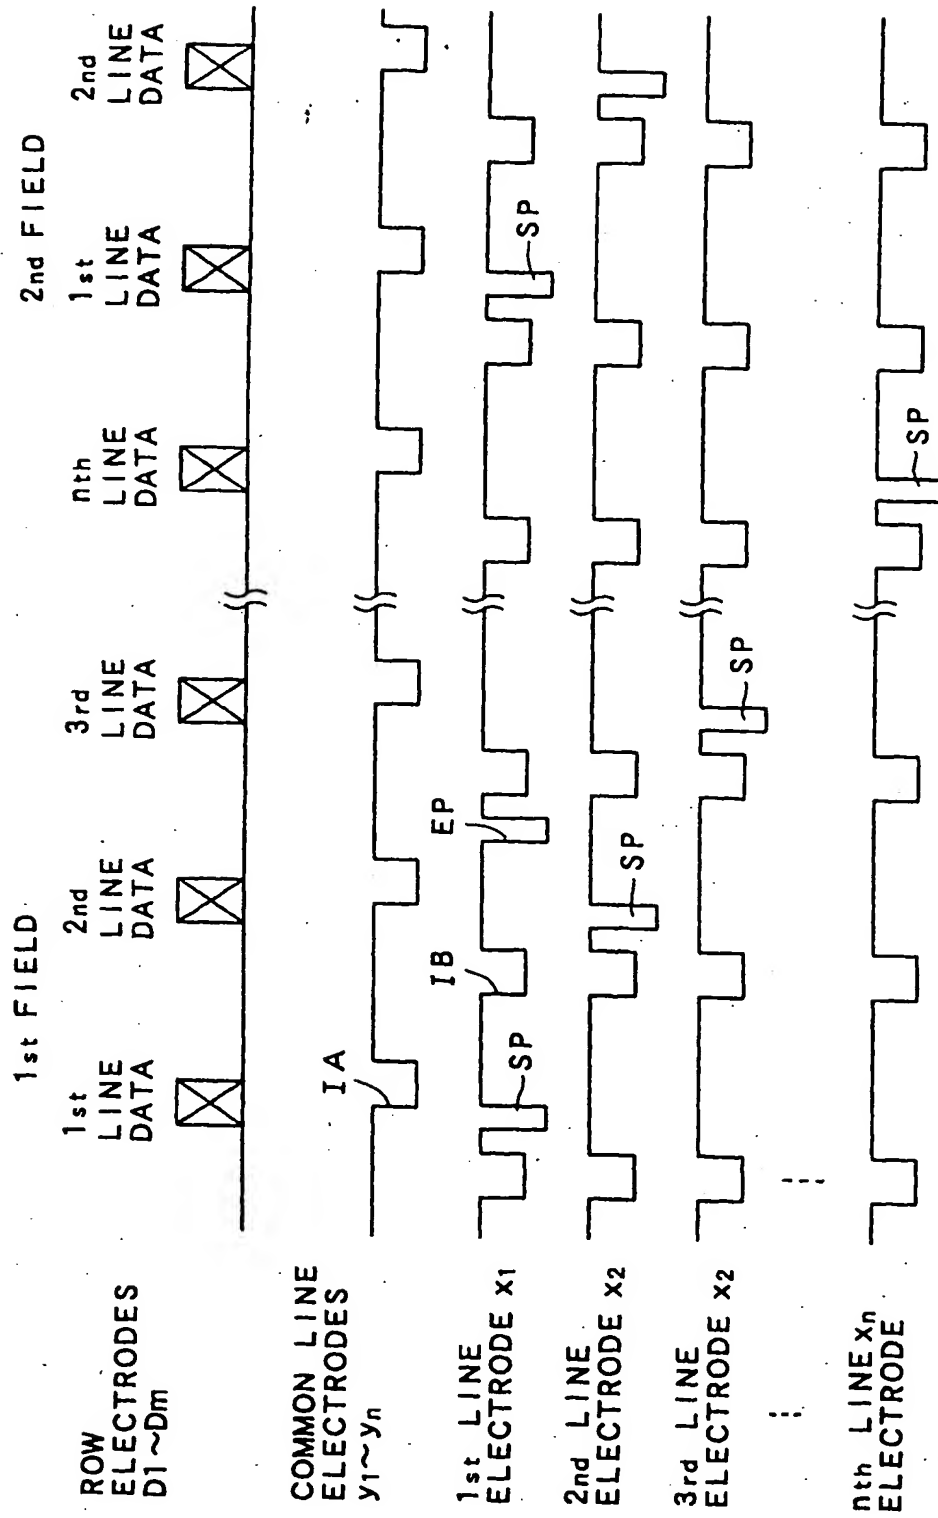 1st FIELD
2nd FIELD
1st
LINE
DATA
2nd
LINE
DATA
3rd
LINE
DATA
nth
LINE
DATA
1st
LINE
DATA
2nd
LINE
DATA
ROW
ELECTRODES
D1~Dm
COMMON LINE
ELECTRODES
y1~yn
IA
1st LINE
ELECTRODE x1
SP
IB
EP
SP
2nd LINE
ELECTRODE x2
SP
3rd LINE
ELECTRODE x2
SP
nth LINE xn
ELECTRODE
SP